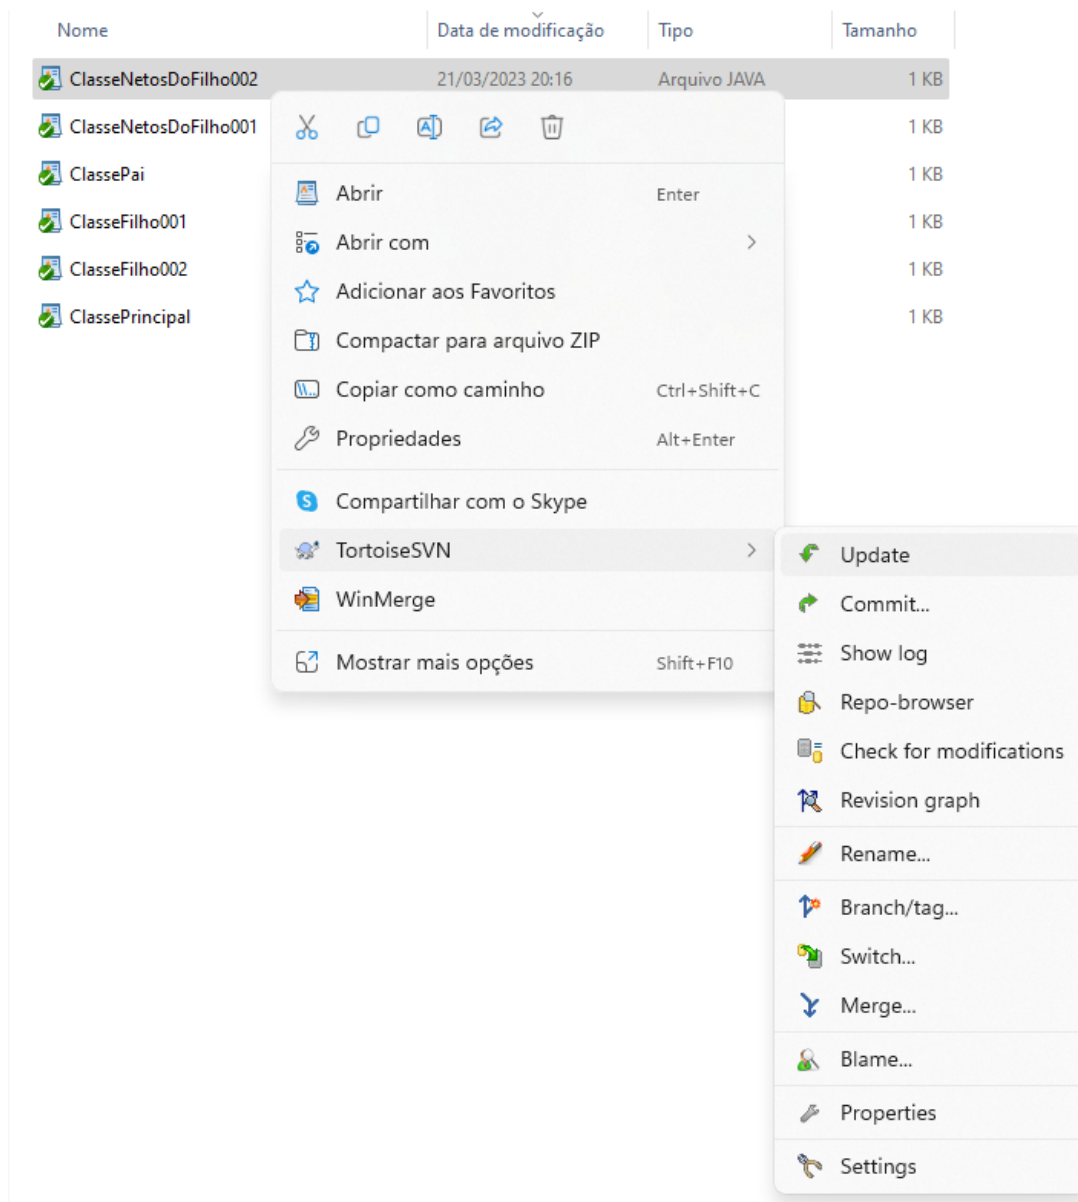 Nome Data de modificação Tipo Tamanho
ClasseNetosDoFilho002 21/03/2023 20:16 Arquivo JAVA 1 KB
ClasseNetosDoFilho001 1 KB
ClassePai 1 KB
ClasseFilho001 1 KB
ClasseFilho002 1 KB
ClassePrincipal 1 KB
Abrir Enter
Abrir com
Adicionar aos Favoritos
Compactar para arquivo ZIP
Copiar como caminho Ctrl+Shift+C
Propriedades Alt+Enter
Compartilhar com o Skype
TortoiseSVN
WinMerge
Mostrar mais opções Shift+F10
Update
Commit...
Show log
Repo-browser
Check for modifications
Revision graph
Rename...
Branch/tag...
Switch...
Merge...
Blame...
Properties
Settings